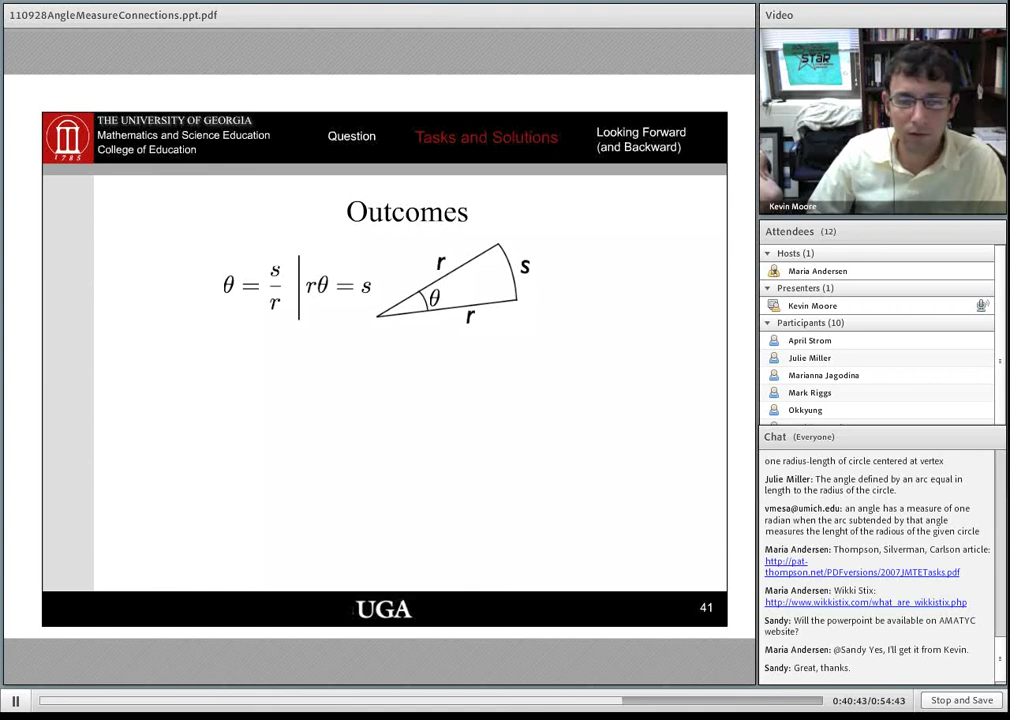 110928AngleMeasureConnections.ppt.pdf
THE UNIVERSITY OF GEORGIA
Mathematics and Science Education
College of Education
1785
Question
Tasks and Solutions
Looking Forward
(and Backward)
Outcomes
θ = s/r | rθ = s
r
θ
r
s
UGA
41
0:40:43/0:54:43
Stop and Save
Video
STaR
Kevin Moore
Attendees (12)
Hosts (1)
Maria Andersen
Presenters (1)
Kevin Moore
Participants (10)
April Strom
Julie Miller
Marianna Jagodina
Mark Riggs
Okkyung
Chat (Everyone)
one radius-length of circle centered at vertex
Julie Miller: The angle defined by an arc equal in
length to the radius of the circle.
vmesa@umich.edu: an angle has a measure of one
radian when the arc subtended by that angle
measures the lenght of the radious of the given circle
Maria Andersen: Thompson, Silverman, Carlson article:
http://pat-
thompson.net/PDFversions/2007JMTETasks.pdf
Maria Andersen: Wikki Stix:
http://www.wikkistix.com/what_are_wikkistix.php
Sandy: Will the powerpoint be available on AMATYC
website?
Maria Andersen: @Sandy Yes, I'll get it from Kevin.
Sandy: Great, thanks.